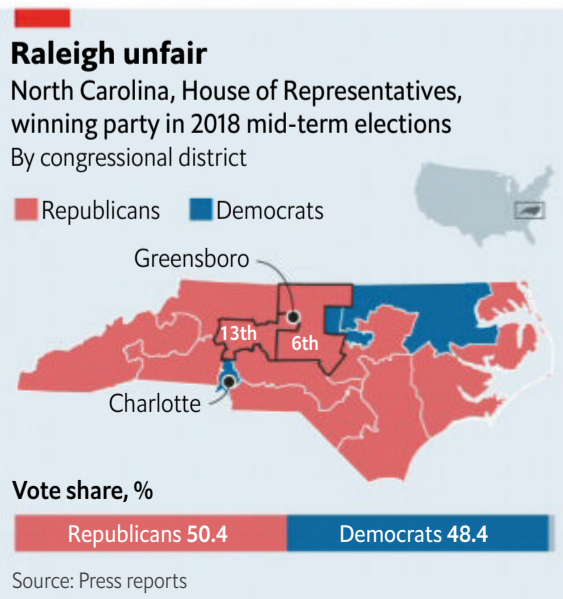 Raleigh unfair
North Carolina, House of Representatives,
winning party in 2018 mid-term elections
By congressional district
Republicans Democrats
Greensboro
13th
6th
Charlotte
Vote share, %
Republicans 50.4 Democrats 48.4
Source: Press reports